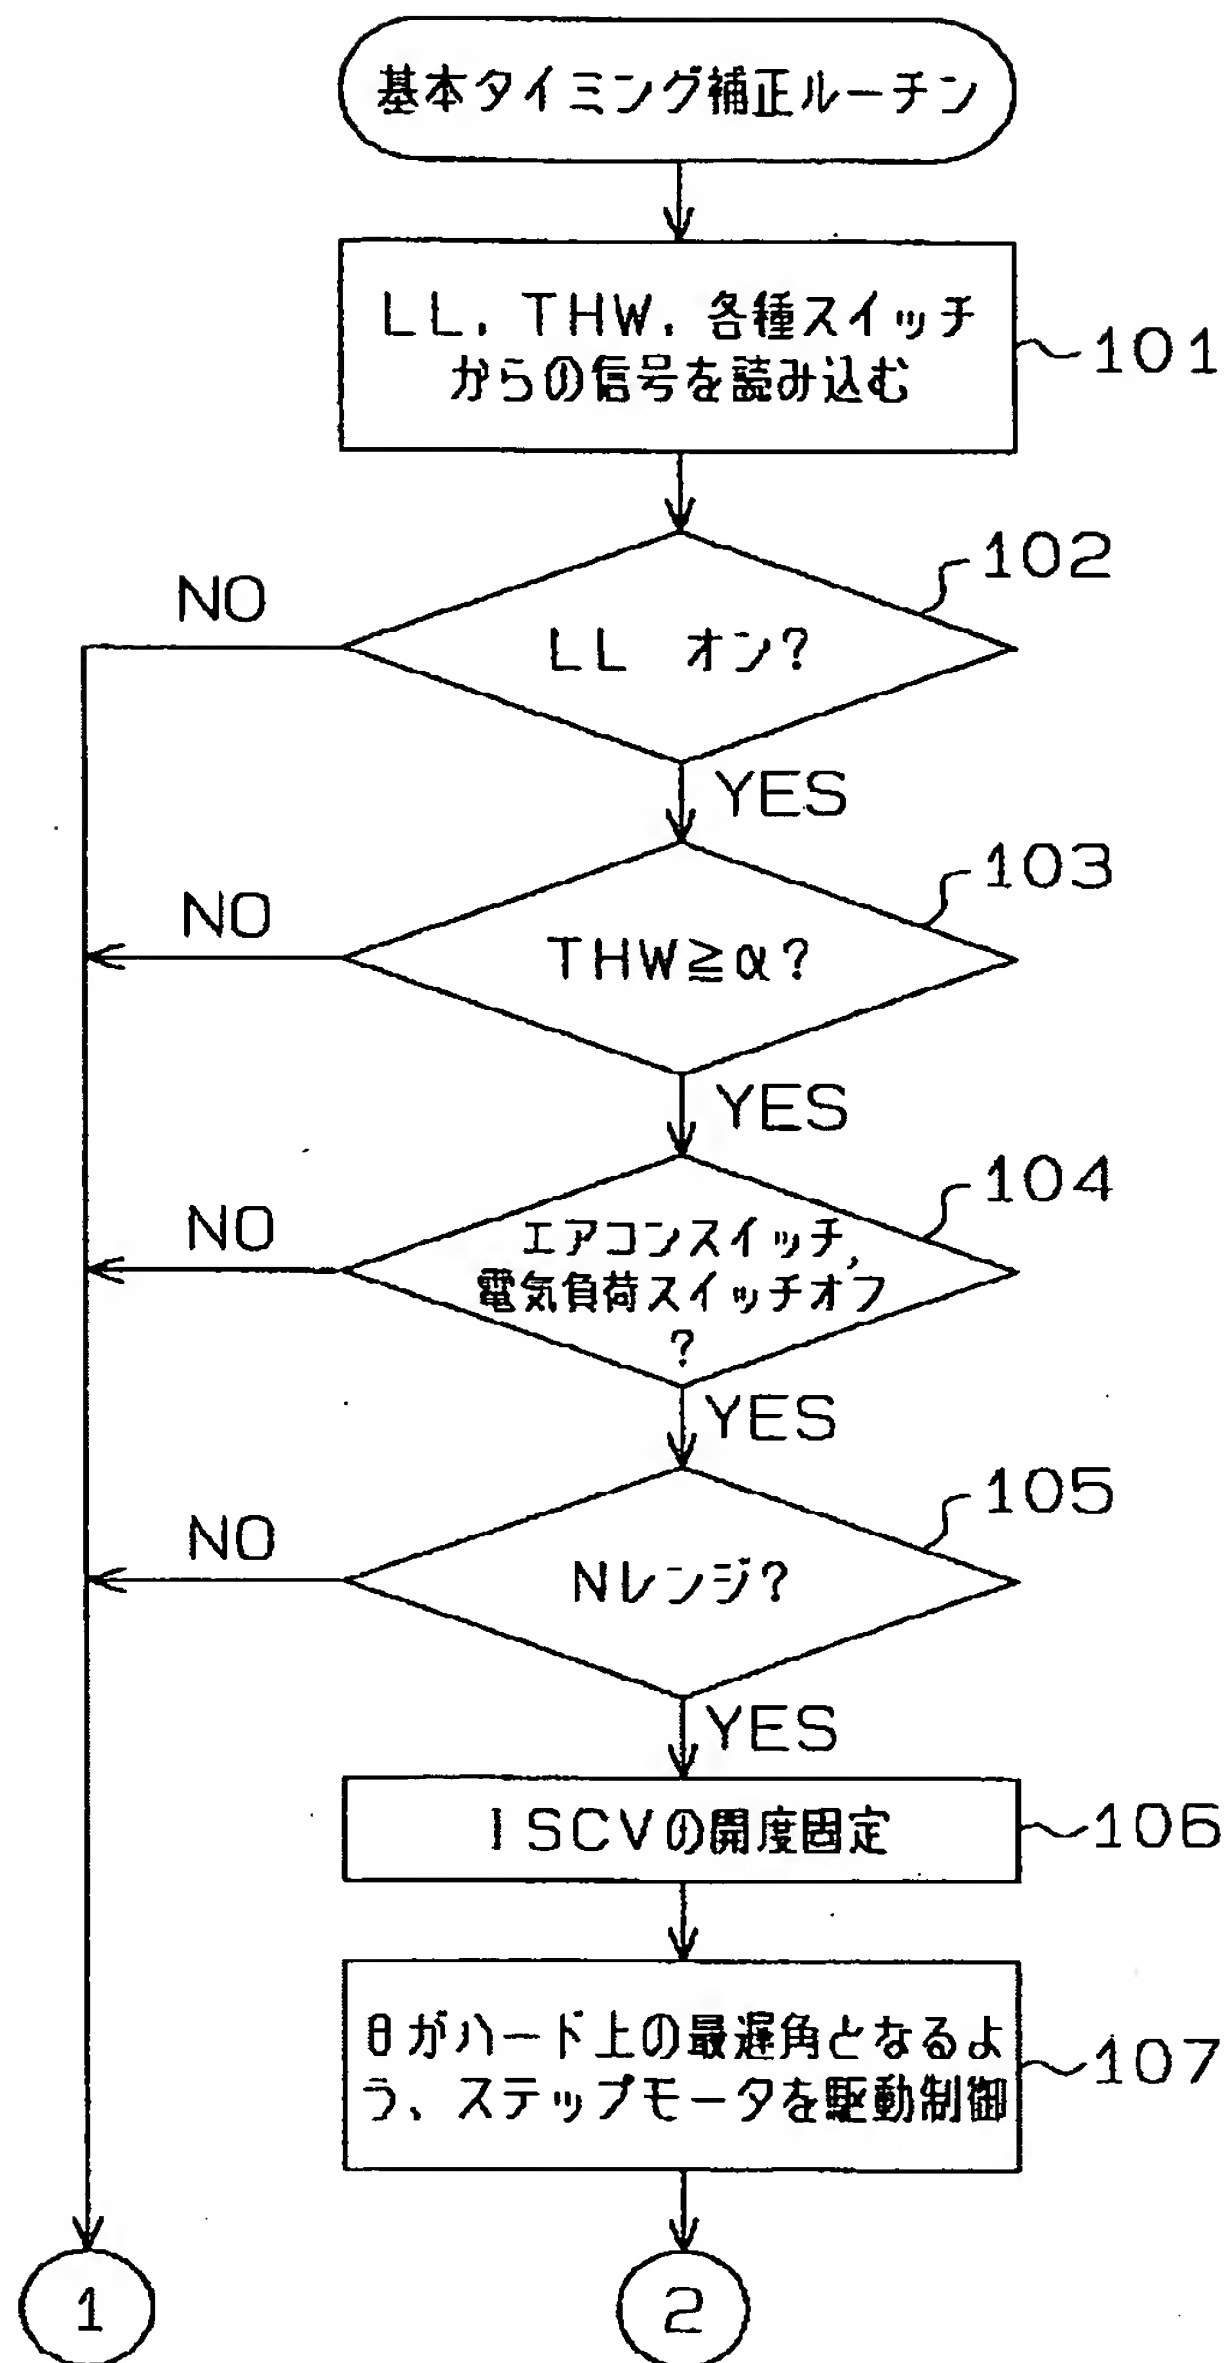 基本タイミング補正ルーチン
LL, THW, 各種スイッチ
からの信号を読み込む
101
102
NO
LL オン?
YES
103
NO
THW≧α?
YES
104
NO
エアコンスイッチ,
電気負荷スイッチオフ
?
YES
105
NO
Nレンジ?
YES
ISCVの開度固定
106
θがハード上の最遅角となるよ
う、ステップモータを駆動制御
107
1
2